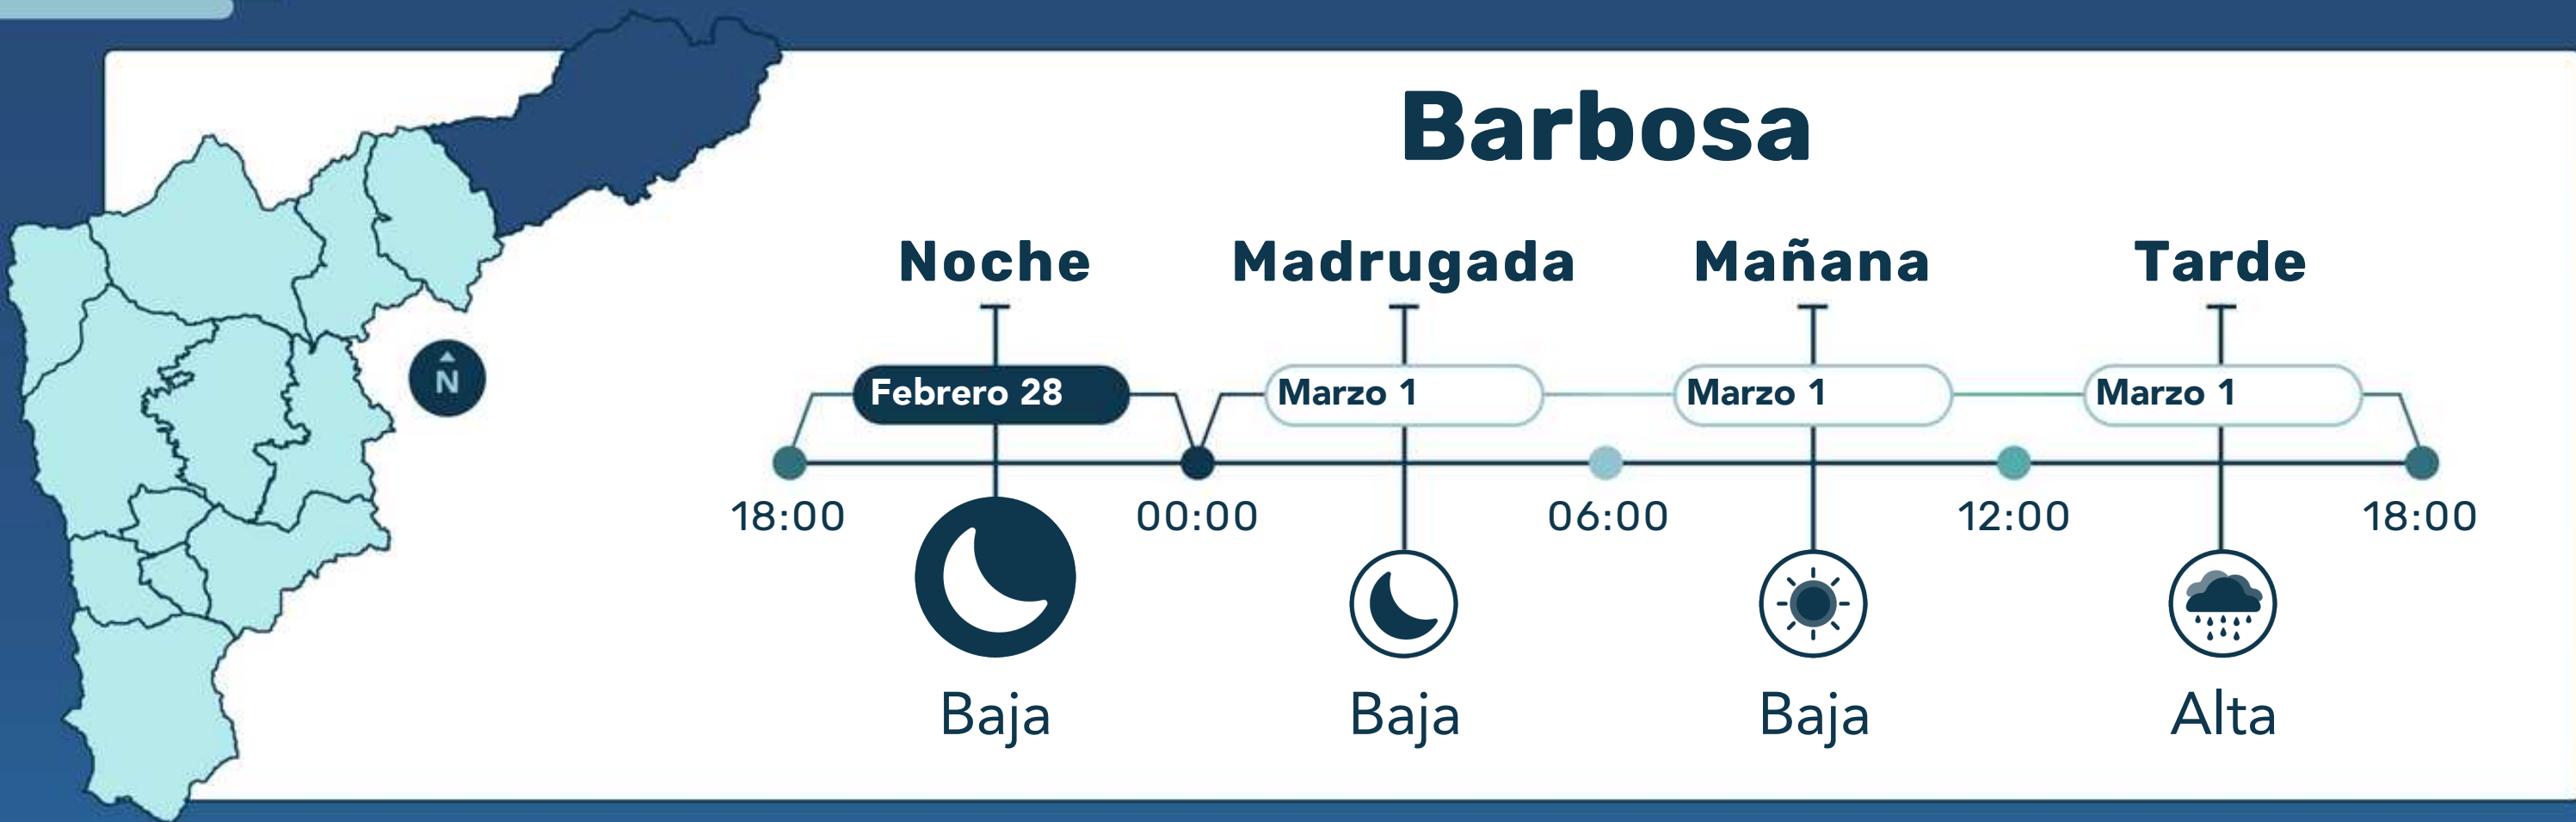 Barbosa
Noche Madrugada Mañana Tarde
Febrero 28 Marzo 1 Marzo 1 Marzo 1
18:00 00:00 06:00 12:00 18:00
N
Baja Baja Baja Alta